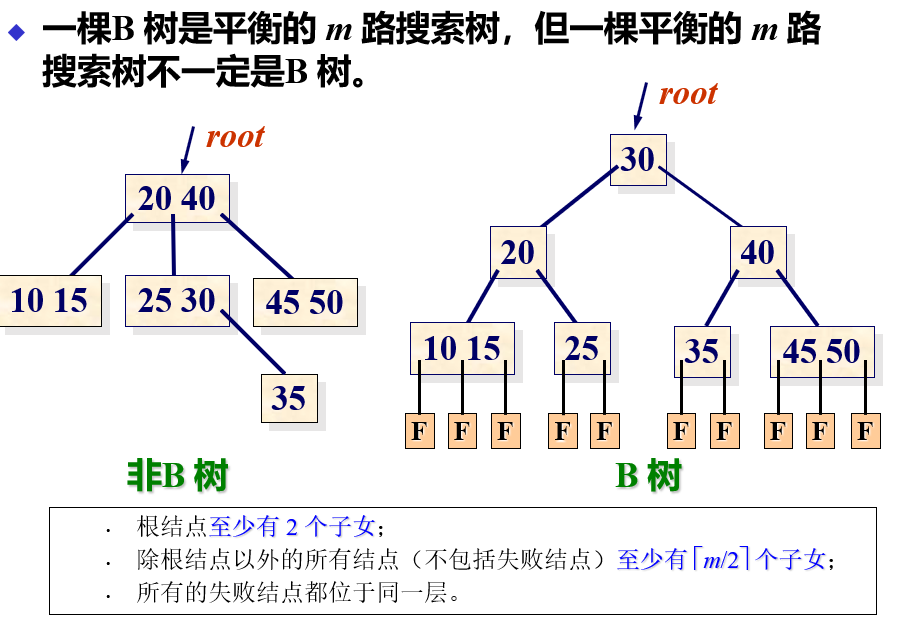 一棵B 树是平衡的 m 路搜索树，但一棵平衡的 m 路
搜索树不一定是B 树。
root
20 40
10 15
25 30
45 50
35
非B 树
root
30
20
40
10 15
25
35
45 50
F F F F F F F F F F
B 树
· 根结点至少有 2 个子女；
· 除根结点以外的所有结点（不包括失败结点）至少有⌈m/2⌉个子女；
· 所有的失败结点都位于同一层。